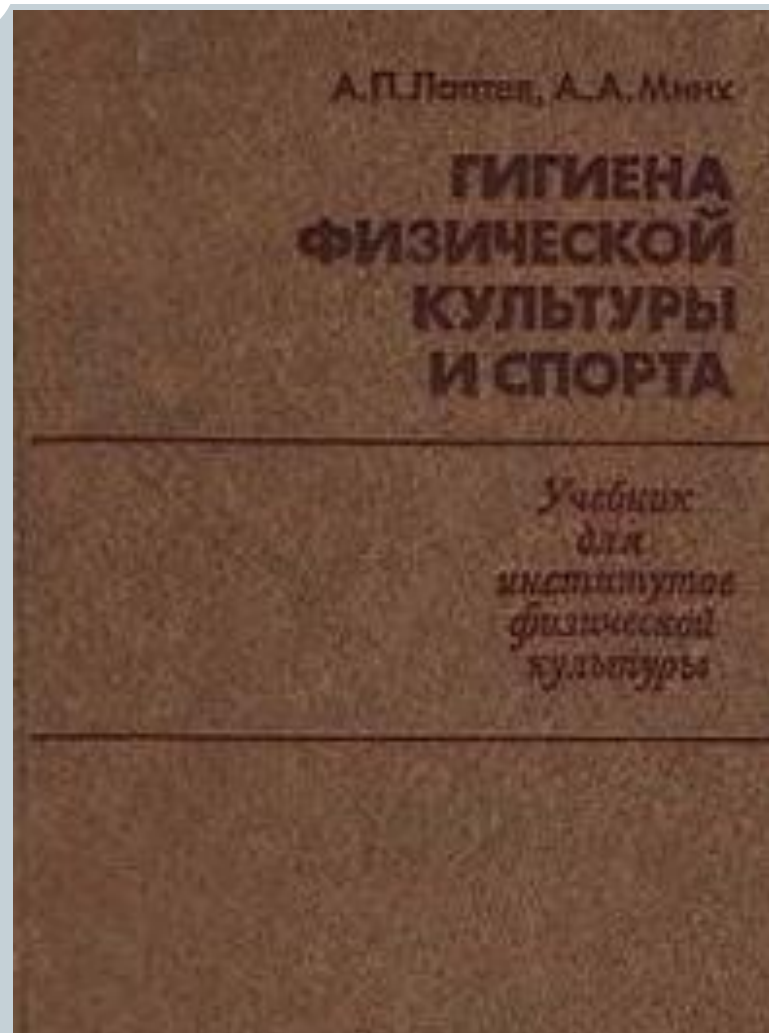 А.П.Лаптев, А.А.Минх
ГИГИЕНА
ФИЗИЧЕСКОЙ
КУЛЬТУРЫ
И СПОРТА
Учебник
для
институтов
физической
культуры